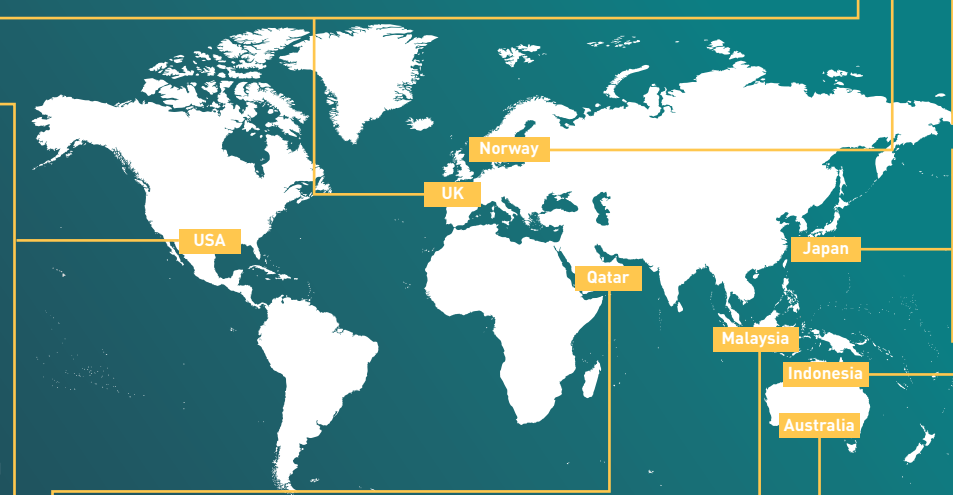 Norway
UK
USA
Japan
Qatar
Malaysia
Indonesia
Australia